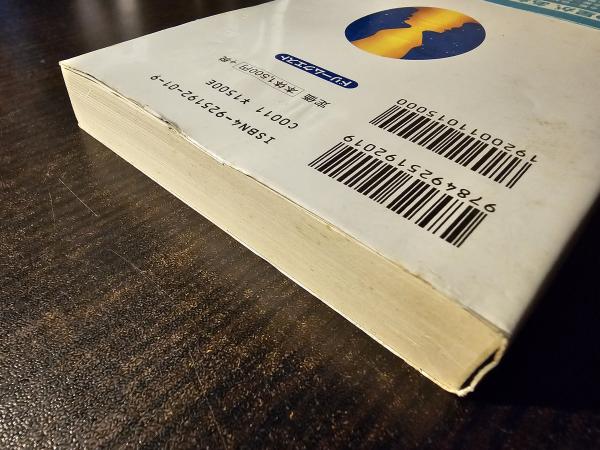 ドリームクエスト
定価 本体1,500円 +税
ISBN4-925192-01-9
C0011 ¥1500E
9784925192019
1920011015000